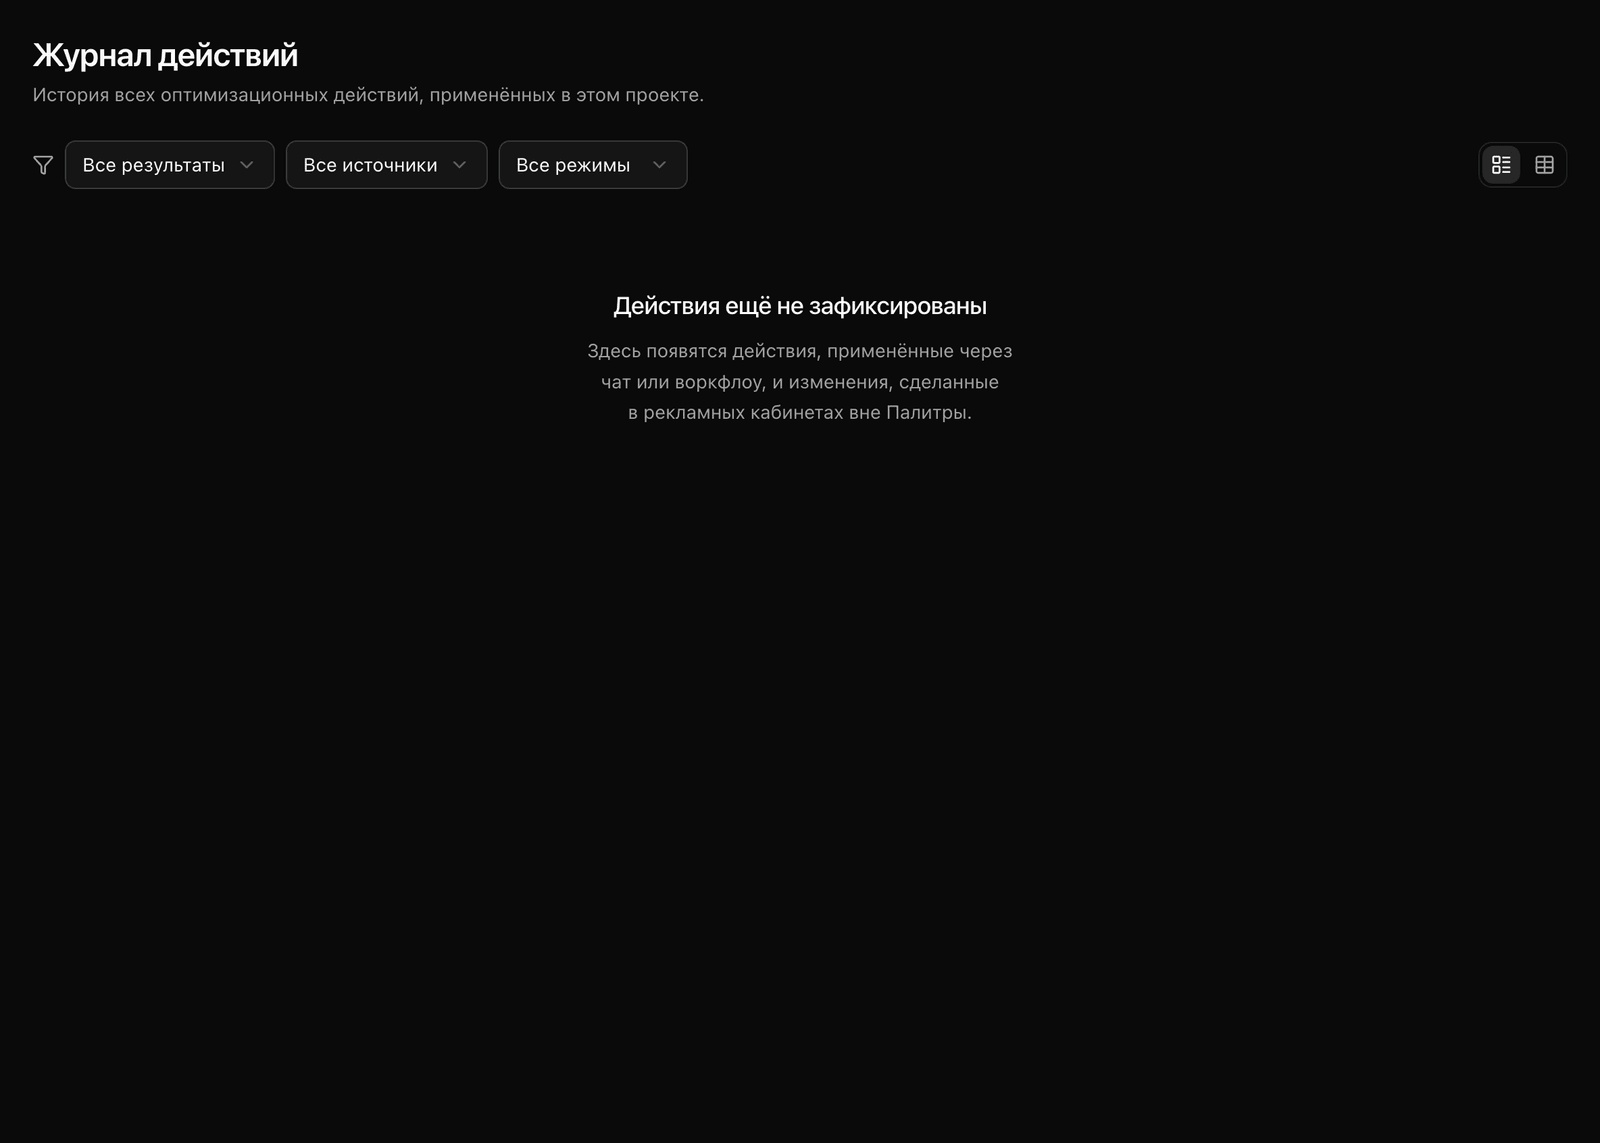 Журнал действий
История всех оптимизационных действий, применённых в этом проекте.
Все результаты
Все источники
Все режимы
Действия ещё не зафиксированы
Здесь появятся действия, применённые через
чат или воркфлоу, и изменения, сделанные
в рекламных кабинетах вне Палитры.